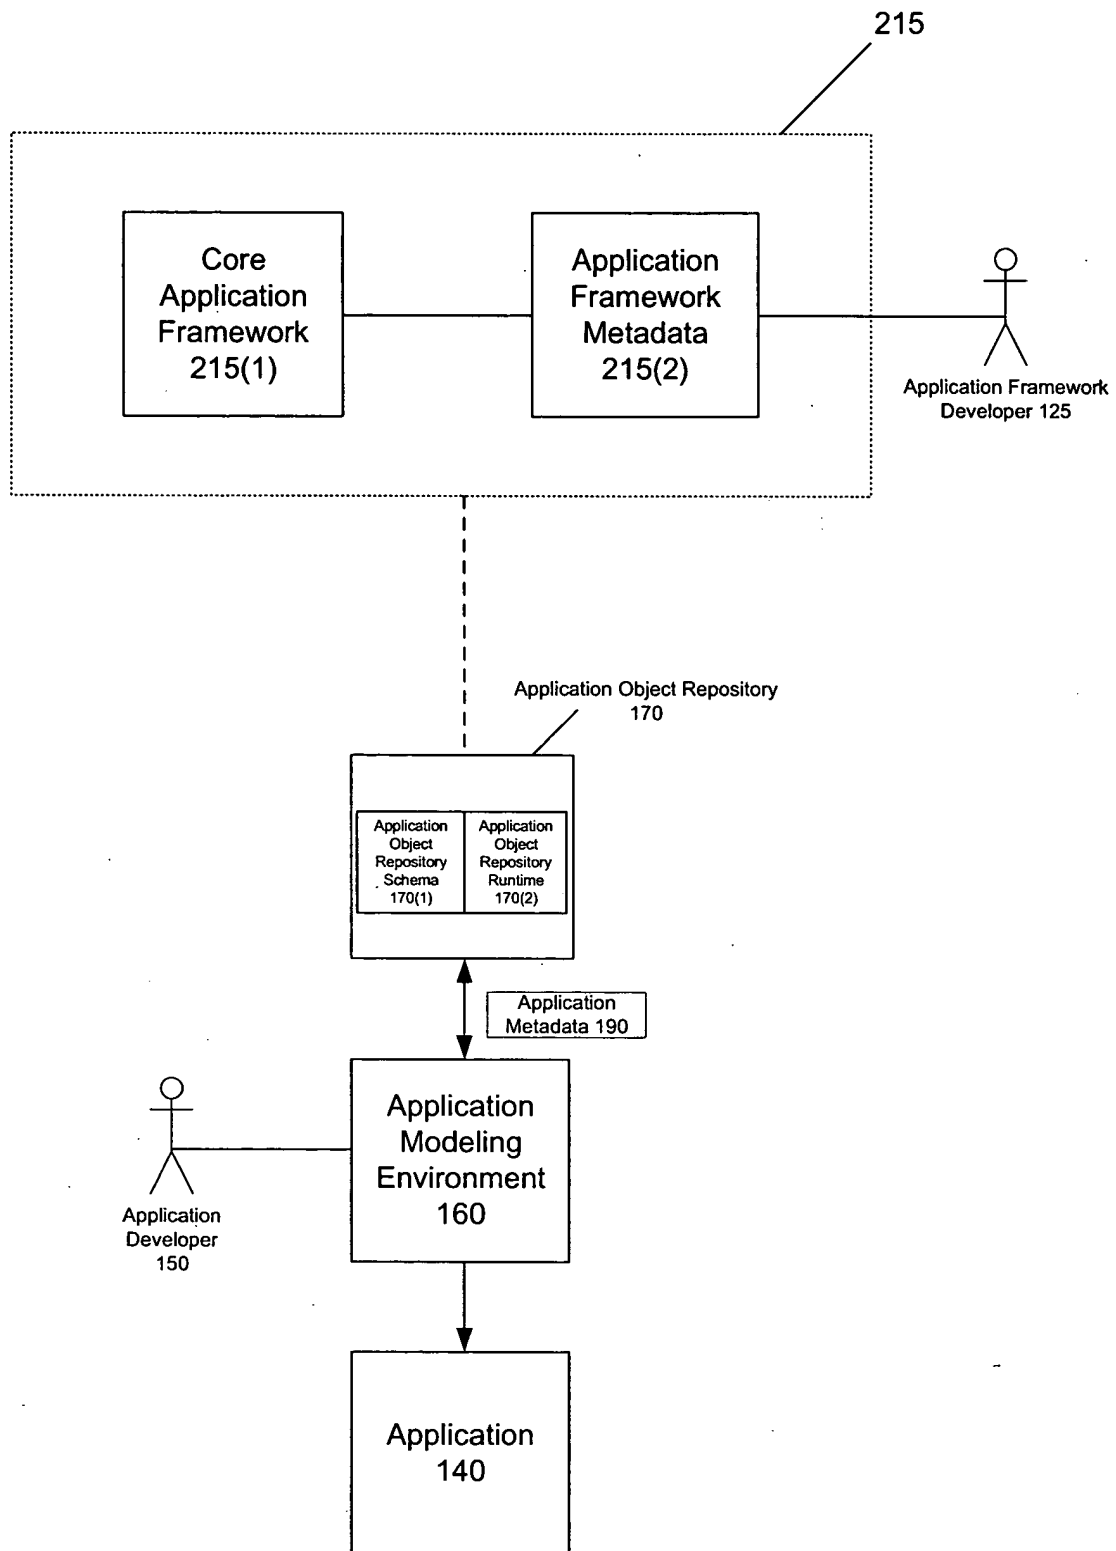 215
Core
Application
Framework
215(1)
Application
Framework
Metadata
215(2)
Application Framework
Developer 125
Application Object Repository
170
Application
Object
Repository
Schema
170(1)
Application
Object
Repository
Runtime
170(2)
Application
Metadata 190
Application
Modeling
Environment
160
Application
Developer
150
Application
140